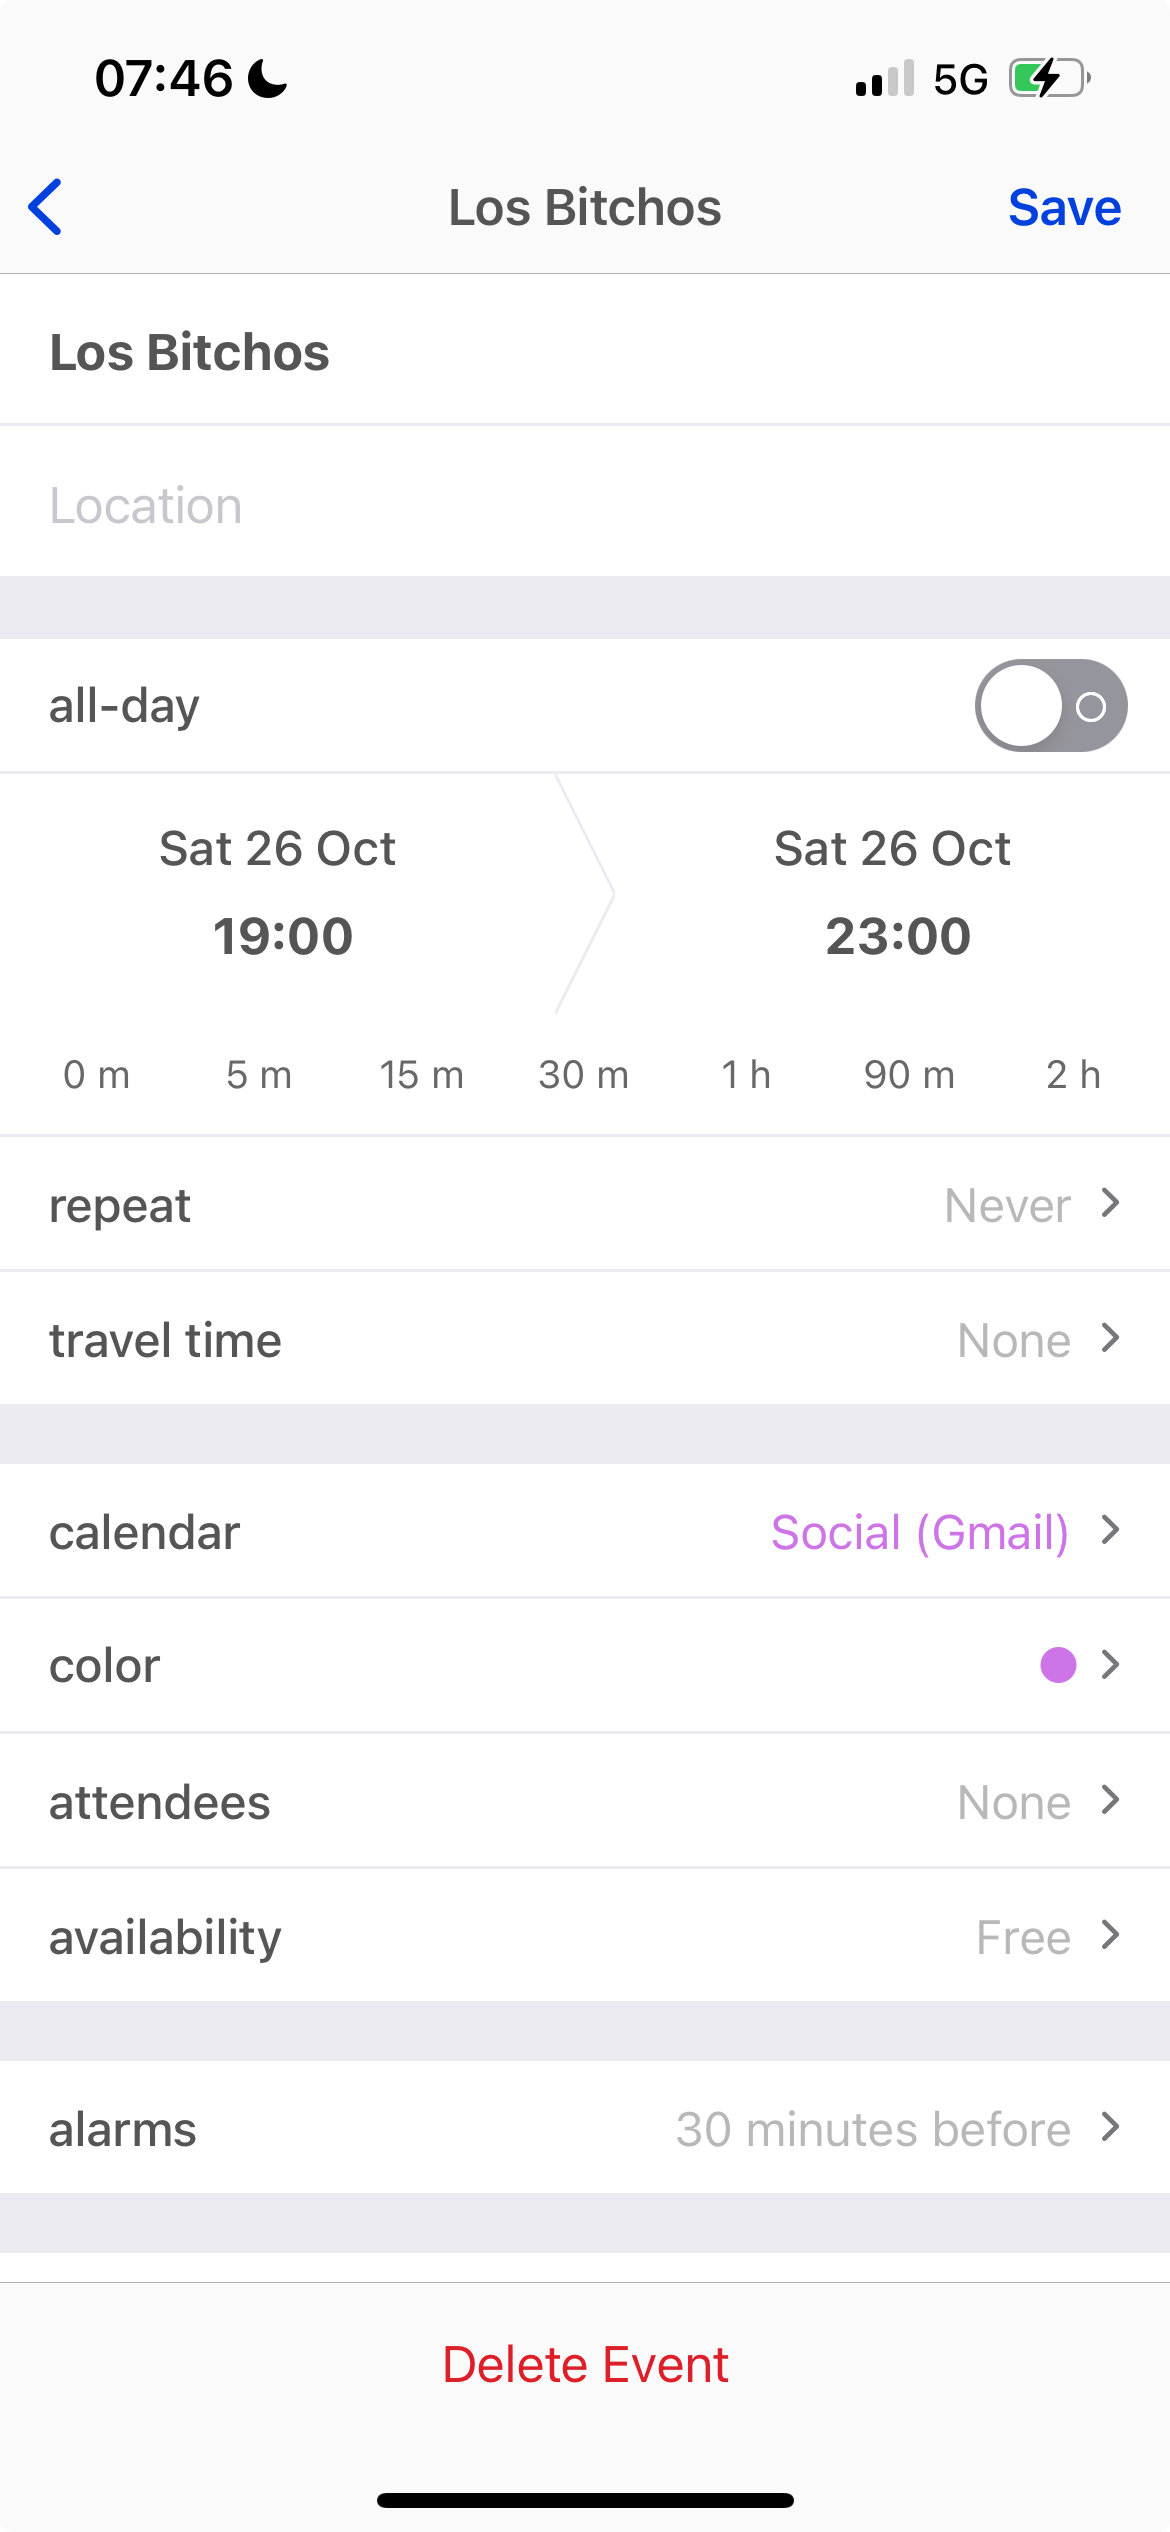 07:46 5G
Los Bitchos Save
Los Bitchos
Location
all-day
Sat 26 Oct Sat 26 Oct
19:00 23:00
0 m 5 m 15 m 30 m 1 h 90 m 2 h
repeat Never
travel time None
calendar Social (Gmail)
color
attendees None
availability Free
alarms 30 minutes before
Delete Event